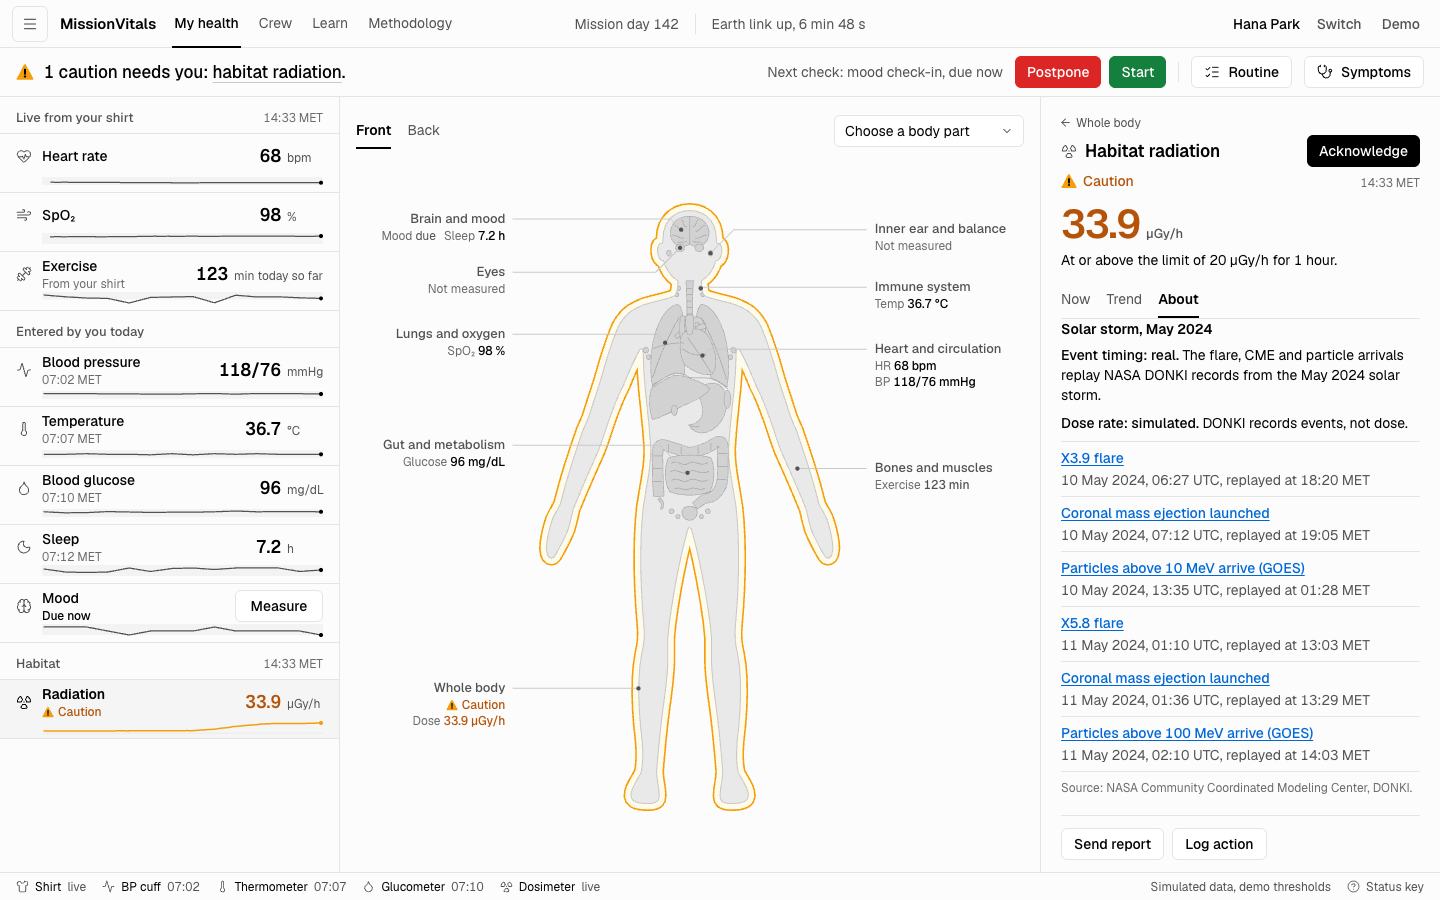 MissionVitals
My health
Crew
Learn
Methodology
Mission day 142
Earth link up, 6 min 48 s
Hana Park
Switch
Demo
1 caution needs you: habitat radiation.
Next check: mood check-in, due now
Postpone
Start
Routine
Symptoms
Live from your shirt
14:33 MET
Heart rate
68 bpm
SpO₂
98 %
Exercise
From your shirt
123 min today so far
Entered by you today
Blood pressure
07:02 MET
118/76 mmHg
Temperature
07:07 MET
36.7 °C
Blood glucose
07:10 MET
96 mg/dL
Sleep
07:12 MET
7.2 h
Mood
Due now
Measure
Habitat
14:33 MET
Radiation
Caution
33.9 µGy/h
Front
Back
Choose a body part
Brain and mood
Mood due Sleep 7.2 h
Eyes
Not measured
Lungs and oxygen
SpO₂ 98 %
Gut and metabolism
Glucose 96 mg/dL
Whole body
Caution
Dose 33.9 µGy/h
Inner ear and balance
Not measured
Immune system
Temp 36.7 °C
Heart and circulation
HR 68 bpm
BP 118/76 mmHg
Bones and muscles
Exercise 123 min
← Whole body
Habitat radiation
Acknowledge
Caution
14:33 MET
33.9 µGy/h
At or above the limit of 20 µGy/h for 1 hour.
Now
Trend
About
Solar storm, May 2024
Event timing: real. The flare, CME and particle arrivals
replay NASA DONKI records from the May 2024 solar
storm.
Dose rate: simulated. DONKI records events, not dose.
X3.9 flare
10 May 2024, 06:27 UTC, replayed at 18:20 MET
Coronal mass ejection launched
10 May 2024, 07:12 UTC, replayed at 19:05 MET
Particles above 10 MeV arrive (GOES)
10 May 2024, 13:35 UTC, replayed at 01:28 MET
X5.8 flare
11 May 2024, 01:10 UTC, replayed at 13:03 MET
Coronal mass ejection launched
11 May 2024, 01:36 UTC, replayed at 13:29 MET
Particles above 100 MeV arrive (GOES)
11 May 2024, 02:10 UTC, replayed at 14:03 MET
Source: NASA Community Coordinated Modeling Center, DONKI.
Send report
Log action
Shirt live
BP cuff 07:02
Thermometer 07:07
Glucometer 07:10
Dosimeter live
Simulated data, demo thresholds
Status key